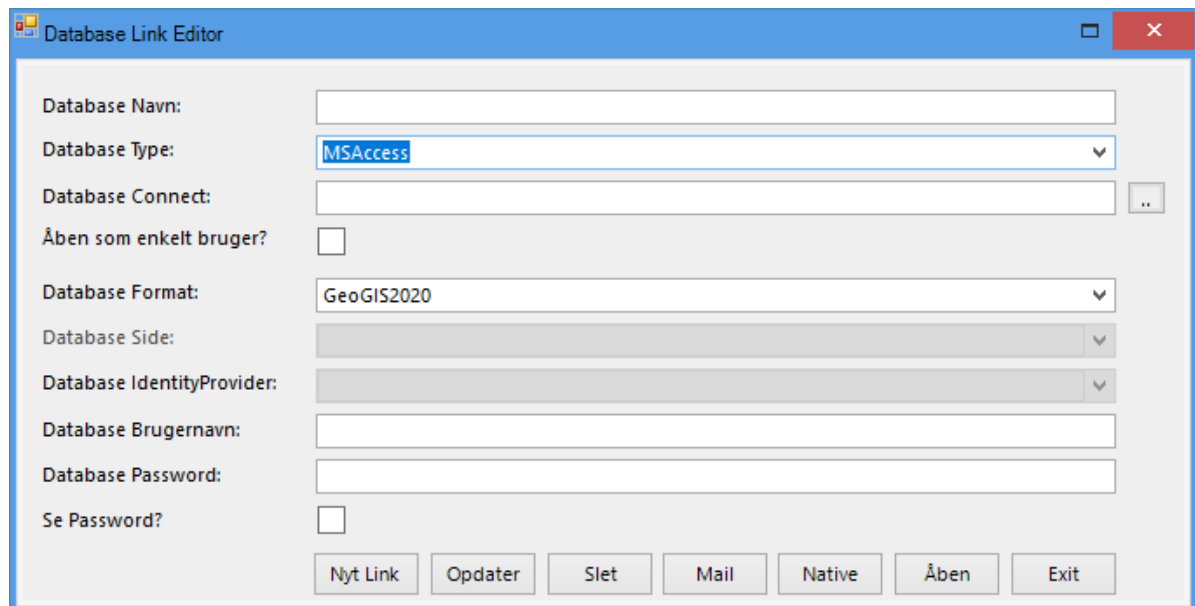 Database Link Editor
Database Navn:
Database Type: MSAccess
Database Connect: ..
Åben som enkelt bruger?
Database Format: GeoGIS2020
Database Side:
Database IdentityProvider:
Database Brugernavn:
Database Password:
Se Password?
Nyt Link Opdater Slet Mail Native Åben Exit